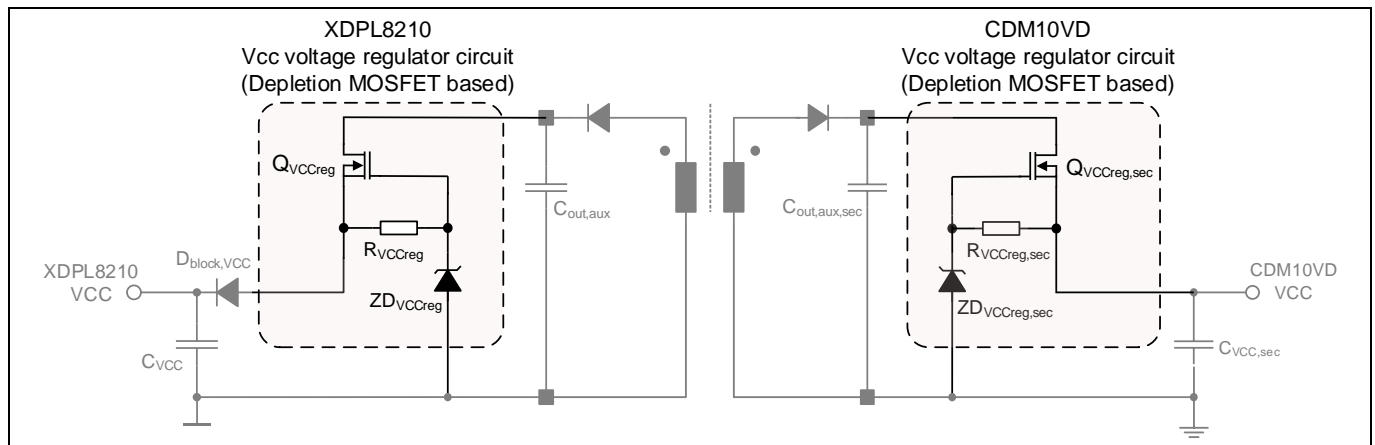 XDPL8210
Vcc voltage regulator circuit
(Depletion MOSFET based)
CDM10VD
Vcc voltage regulator circuit
(Depletion MOSFET based)
QVCCreg
Cout,aux
RVCCreg
ZDVCCreg
Dblock,VCC
XDPL8210
VCC
CVCC
QVCCreg,sec
Cout,aux,sec
RVCCreg,sec
ZDVCCreg,sec
CDM10VD
VCC
CVCC,sec